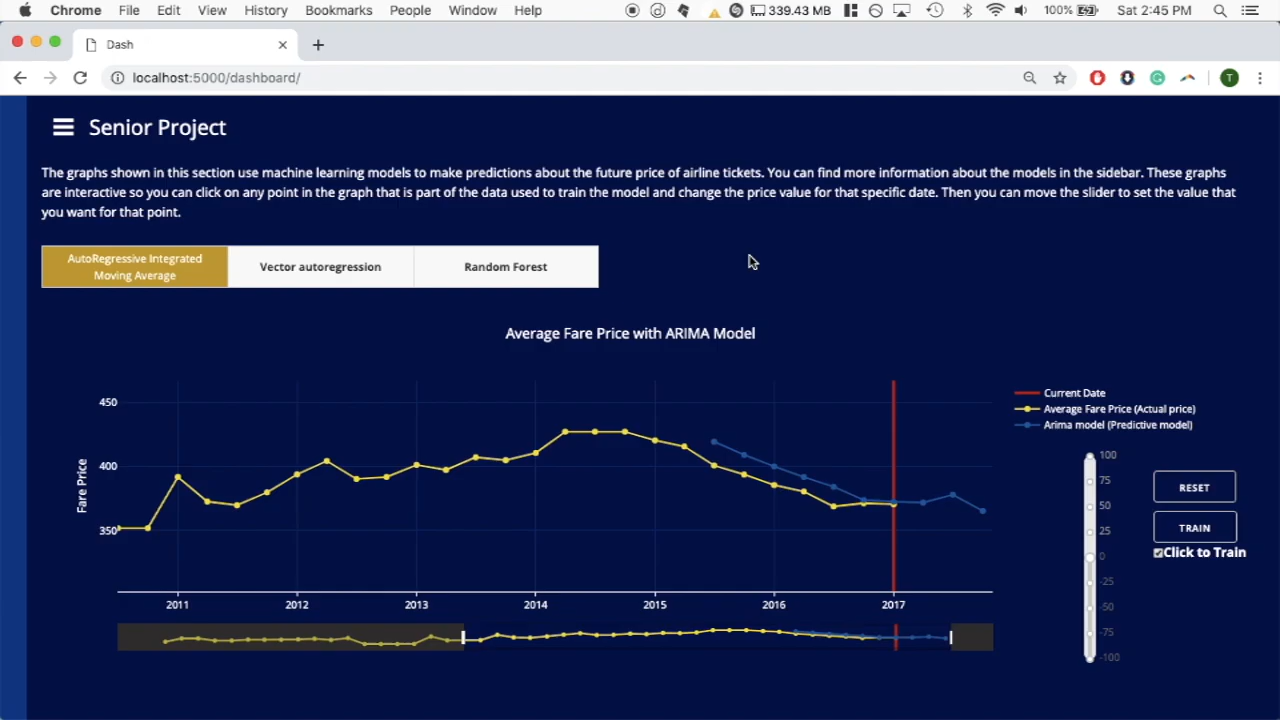 Chrome File Edit View History Bookmarks People Window Help 339.43 MB 100% Sat 2:45 PM
Dash
localhost:5000/dashboard/
T
Senior Project
The graphs shown in this section use machine learning models to make predictions about the future price of airline tickets. You can find more information about the models in the sidebar. These graphs
are interactive so you can click on any point in the graph that is part of the data used to train the model and change the price value for that specific date. Then you can move the slider to set the value that
you want for that point.
AutoRegressive Integrated
Moving Average
Vector autoregression
Random Forest
Average Fare Price with ARIMA Model
Fare Price
450
400
350
2011 2012 2013 2014 2015 2016 2017
Current Date
Average Fare Price (Actual price)
Arima model (Predictive model)
100
75
50
25
0
-25
-50
-75
-100
RESET
TRAIN
Click to Train